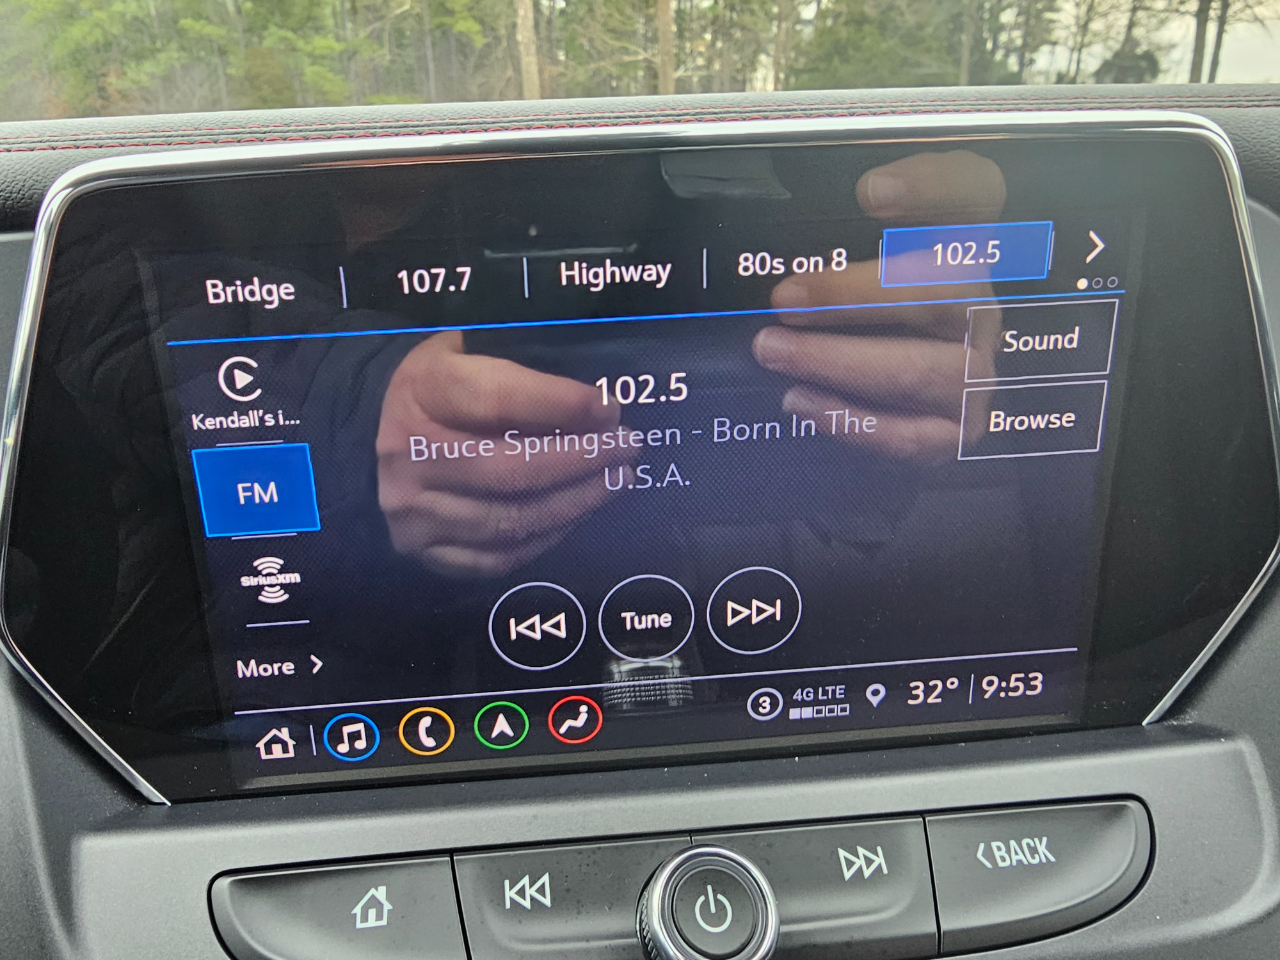 Bridge
107.7
Highway
80s on 8
102.5
Kendall's i...
Sound
102.5
Browse
Bruce Springsteen - Born In The
U.S.A.
FM
SiriusXM
Tune
More
3
4G LTE
32° 9:53
BACK